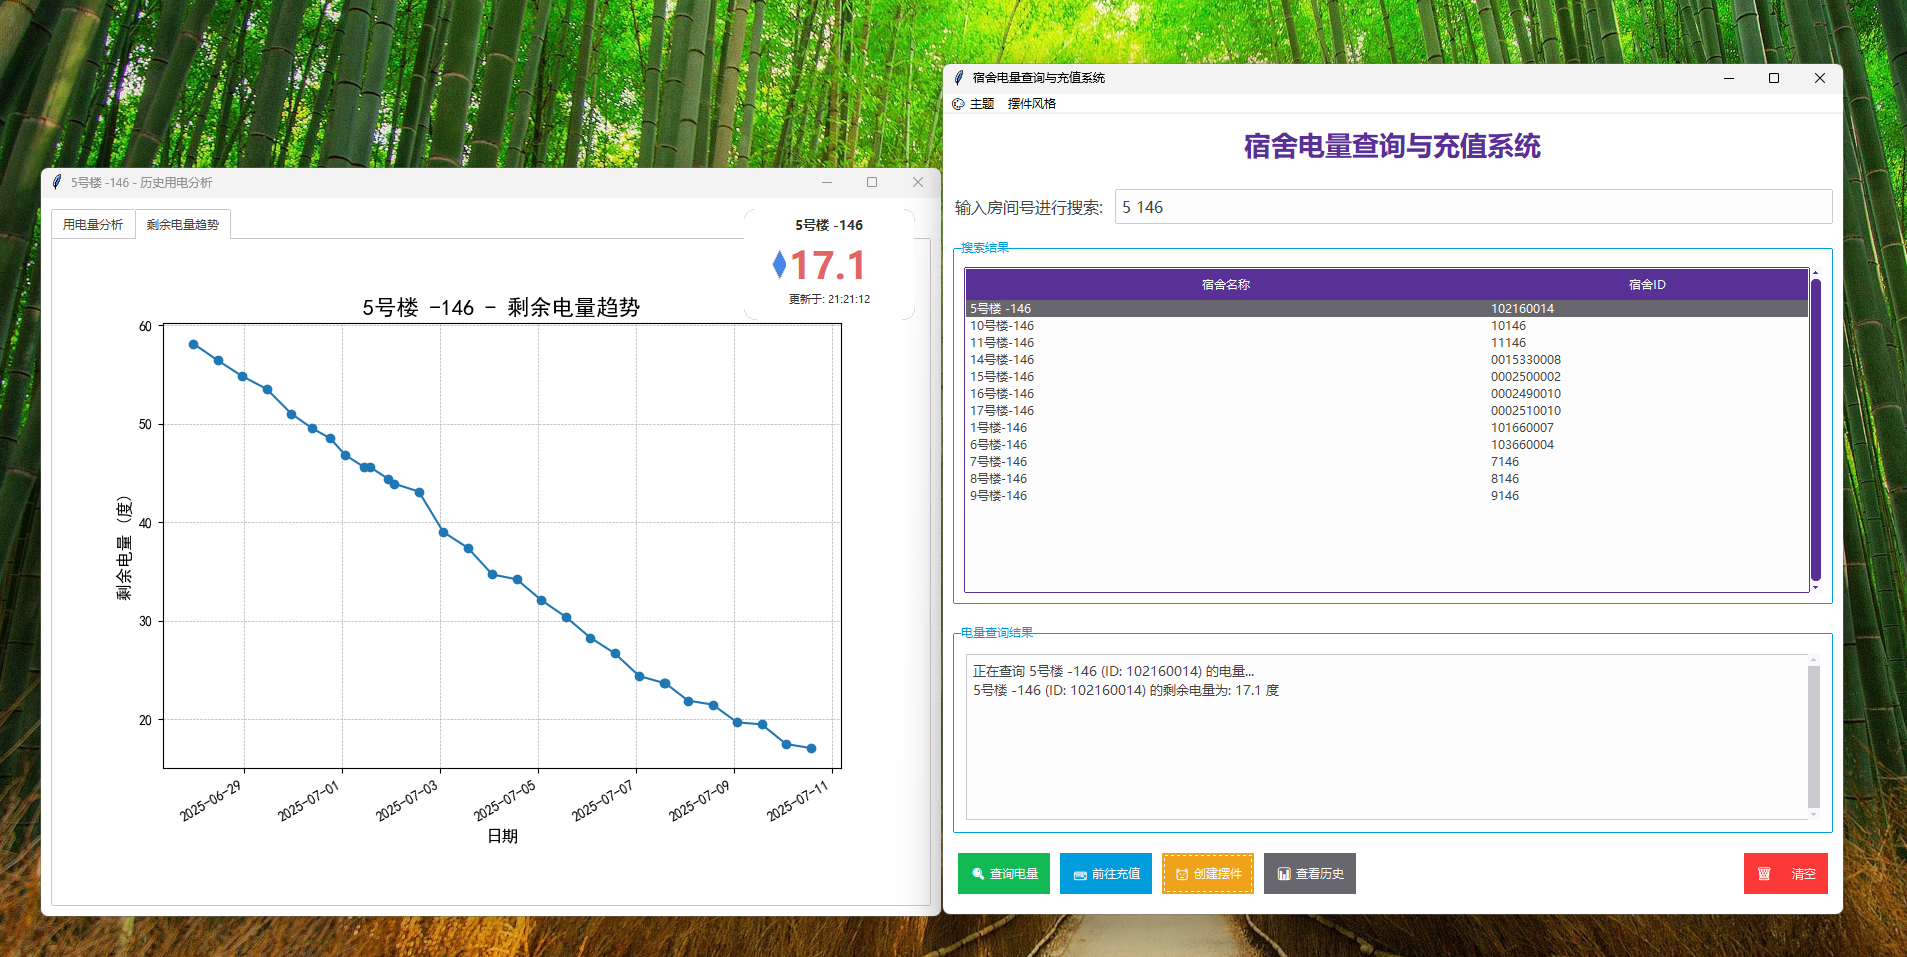 5号楼 -146 - 历史用电分析
用电量分析
剩余电量趋势
5号楼 -146
17.1
更新于: 21:21:12
5号楼 -146 - 剩余电量趋势
60
50
40
30
20
剩余电量 (度)
2025-06-29
2025-07-01
2025-07-03
2025-07-05
2025-07-07
2025-07-09
2025-07-11
日期
宿舍电量查询与充值系统
主题 摆件风格
宿舍电量查询与充值系统
输入房间号进行搜索: 5 146
搜索结果
宿舍名称 宿舍ID
5号楼 -146 102160014
10号楼-146 10146
11号楼-146 11146
14号楼-146 0015330008
15号楼-146 0002500002
16号楼-146 0002490010
17号楼-146 0002510010
1号楼-146 101660007
6号楼-146 103660004
7号楼-146 7146
8号楼-146 8146
9号楼-146 9146
电量查询结果
正在查询 5号楼 -146 (ID: 102160014) 的电量...
5号楼 -146 (ID: 102160014) 的剩余电量为: 17.1 度
查询电量
前往充值
创建摆件
查看历史
清空